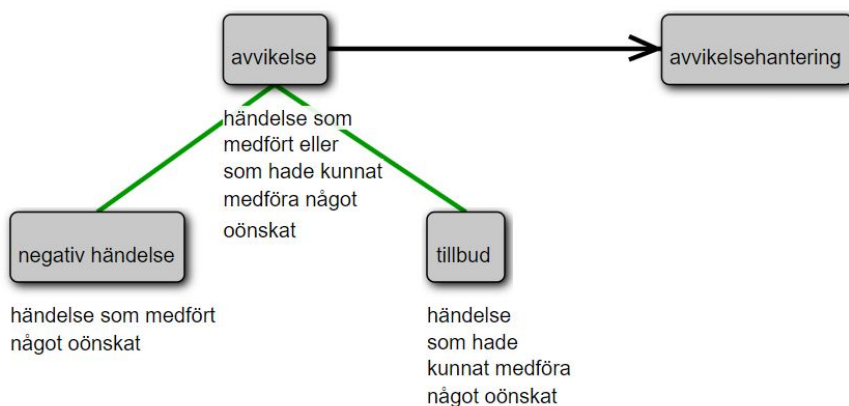 avvikelse
avvikelsehantering
händelse som
medfört eller
som hade kunnat
medföra något
oönskat
negativ händelse
tillbud
händelse som medfört
något oönskat
händelse
som hade
kunnat medföra
något oönskat